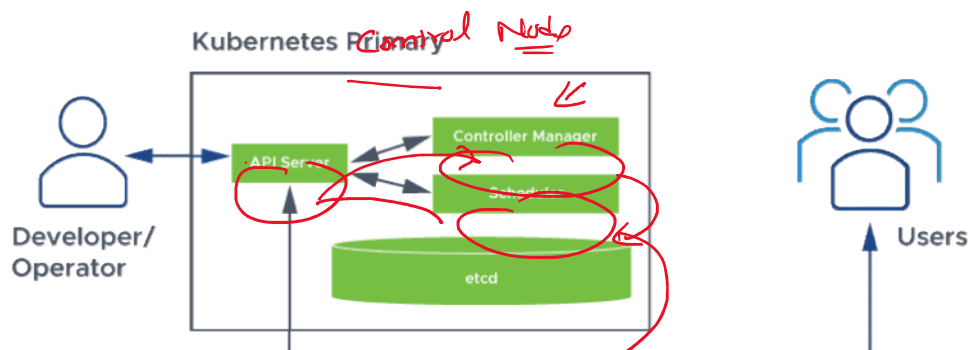 Control Node
Kubernetes Primary
Controller Manager
API Server
Scheduler
Developer/
Operator
Users
etcd